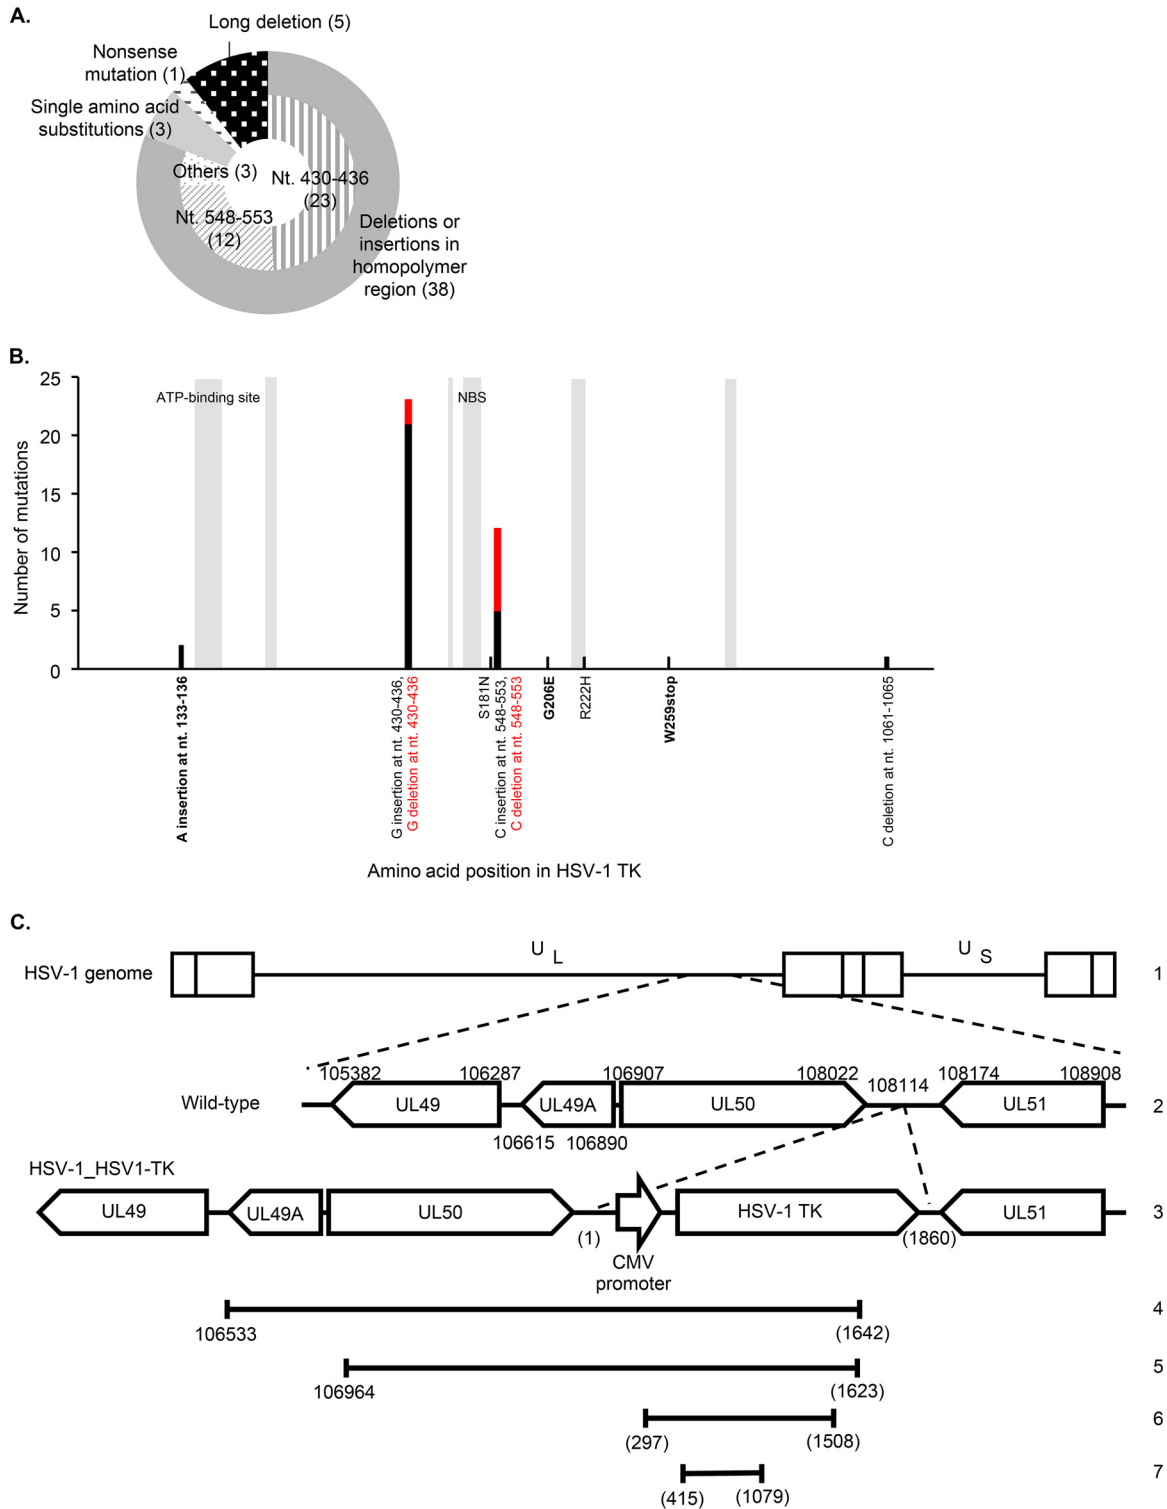 A.
Long deletion (5)
Nonsense
mutation (1)
Single amino acid
substitutions (3)
Others (3)
Nt. 430-436
(23)
Nt. 548-553
(12)
Deletions or
insertions in
homopolymer
region (38)
B.
25
20
15
10
5
0
Number of mutations
ATP-binding site
NBS
A insertion at nt. 133-136
G insertion at nt. 430-436,
G deletion at nt. 430-436
S181N
C insertion at nt. 548-553,
C deletion at nt. 548-553
G206E
R222H
W259stop
C deletion at nt. 1061-1065
Amino acid position in HSV-1 TK
C.
HSV-1 genome
U L
U S
1
105382
106287
106907
108022
108114
108174
108908
Wild-type
UL49
UL49A
UL50
UL51
2
106615
106890
HSV-1_HSV1-TK
UL49
UL49A
UL50
HSV-1 TK
UL51
3
(1)
(1860)
CMV
promoter
4
106533
(1642)
5
106964
(1623)
6
(297)
(1508)
7
(415)
(1079)